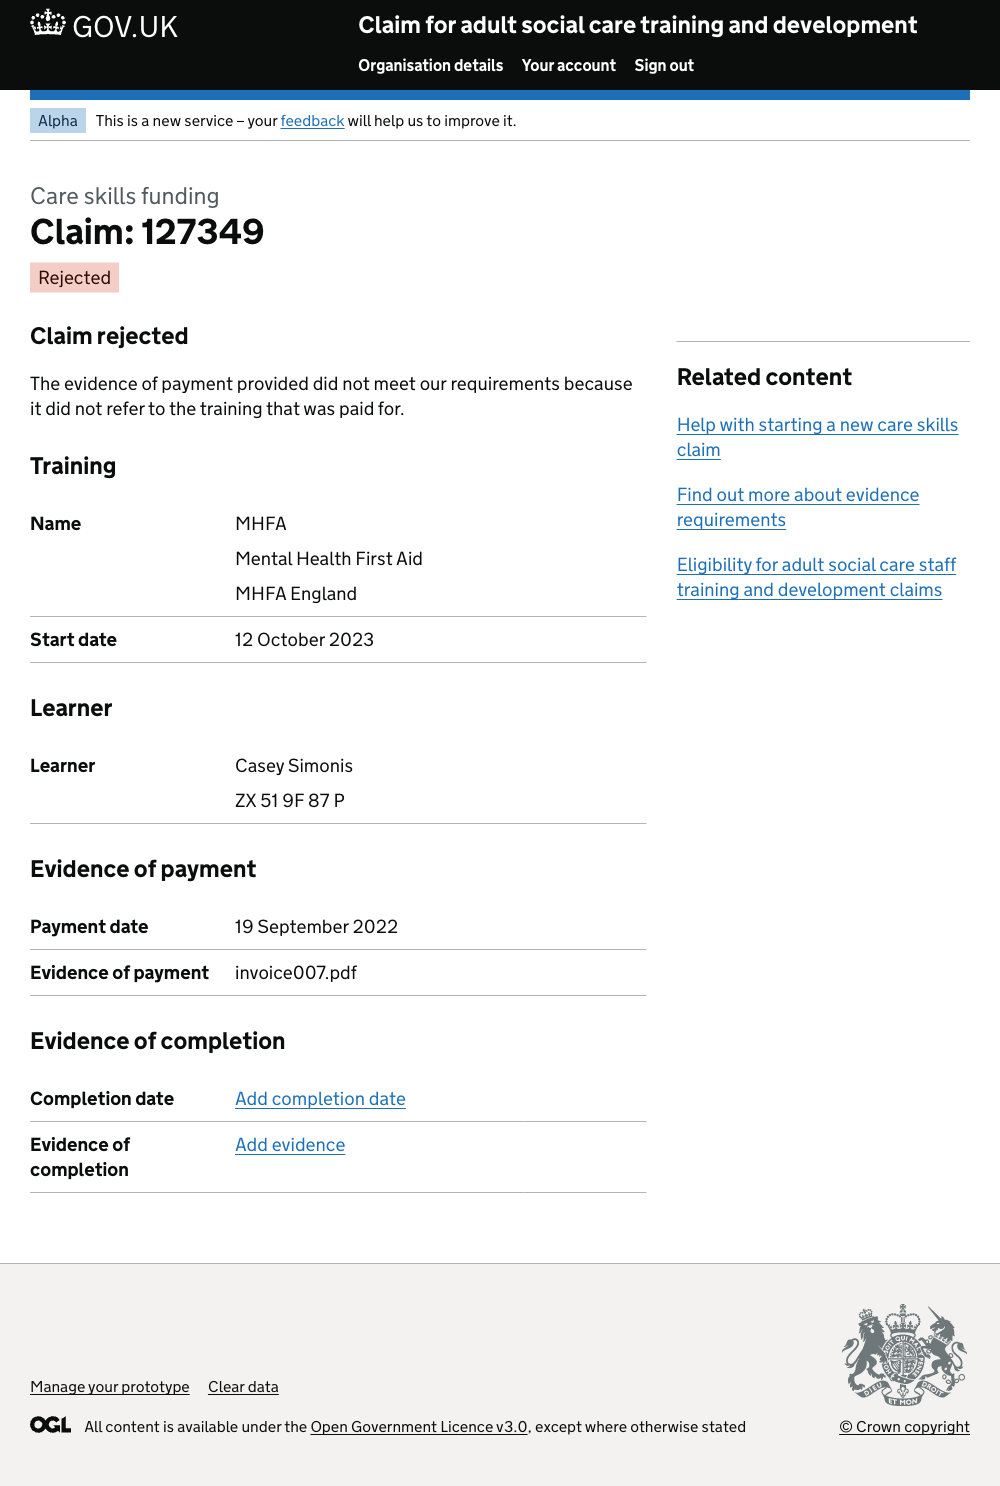 GOV.UK
Claim for adult social care training and development
Organisation details Your account Sign out
Alpha This is a new service – your feedback will help us to improve it.
Care skills funding
Claim: 127349
Rejected
Claim rejected
The evidence of payment provided did not meet our requirements because
it did not refer to the training that was paid for.
Training
Name MHFA
Mental Health First Aid
MHFA England
Start date 12 October 2023
Learner
Learner Casey Simonis
ZX 51 9F 87 P
Evidence of payment
Payment date 19 September 2022
Evidence of payment invoice007.pdf
Evidence of completion
Completion date Add completion date
Evidence of Add evidence
completion
Related content
Help with starting a new care skills
claim
Find out more about evidence
requirements
Eligibility for adult social care staff
training and development claims
Manage your prototype Clear data
OGL All content is available under the Open Government Licence v3.0, except where otherwise stated
DIEU ET MON DROIT
© Crown copyright